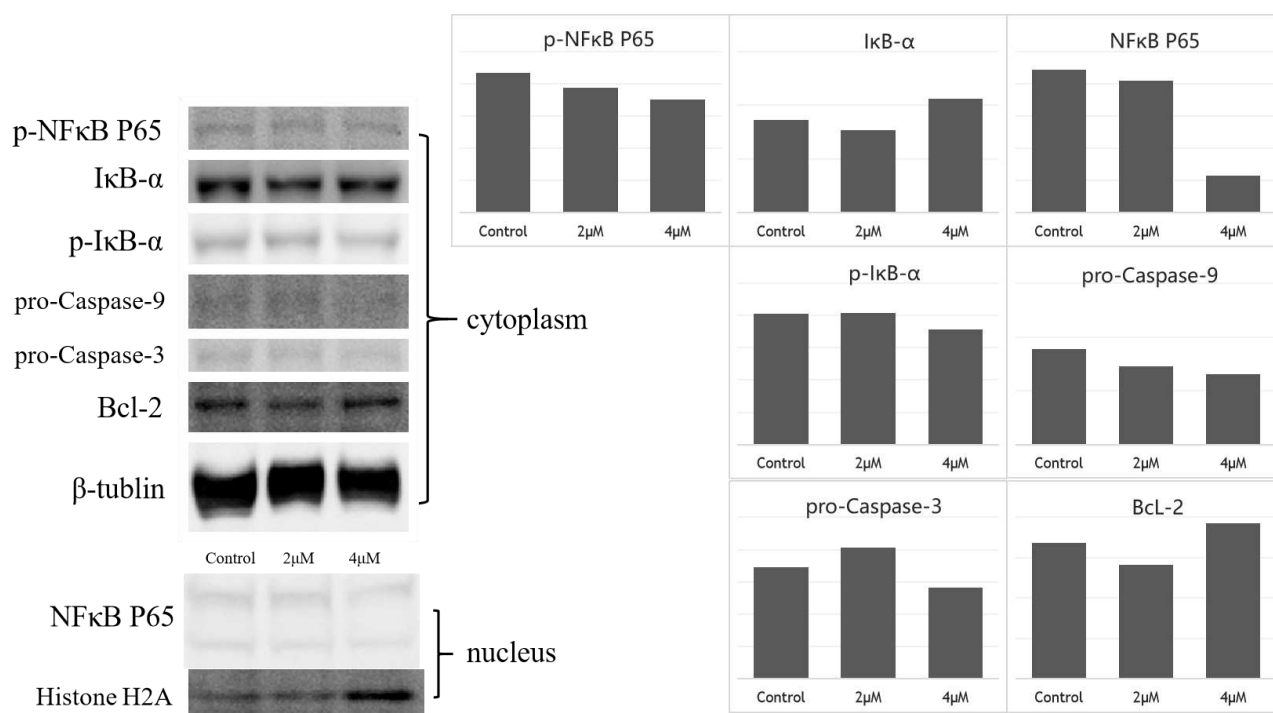 p-NFκB P65
IκB-α
p-IκB-α
pro-Caspase-9
pro-Caspase-3
Bcl-2
β-tublin
cytoplasm
Control 2μM 4μM
NFκB P65
Histone H2A
nucleus
p-NFκB P65
Control 2μM 4μM
IκB-α
Control 2μM 4μM
NFκB P65
Control 2μM 4μM
p-IκB-α
Control 2μM 4μM
pro-Caspase-9
Control 2μM 4μM
pro-Caspase-3
Control 2μM 4μM
BcL-2
Control 2μM 4μM